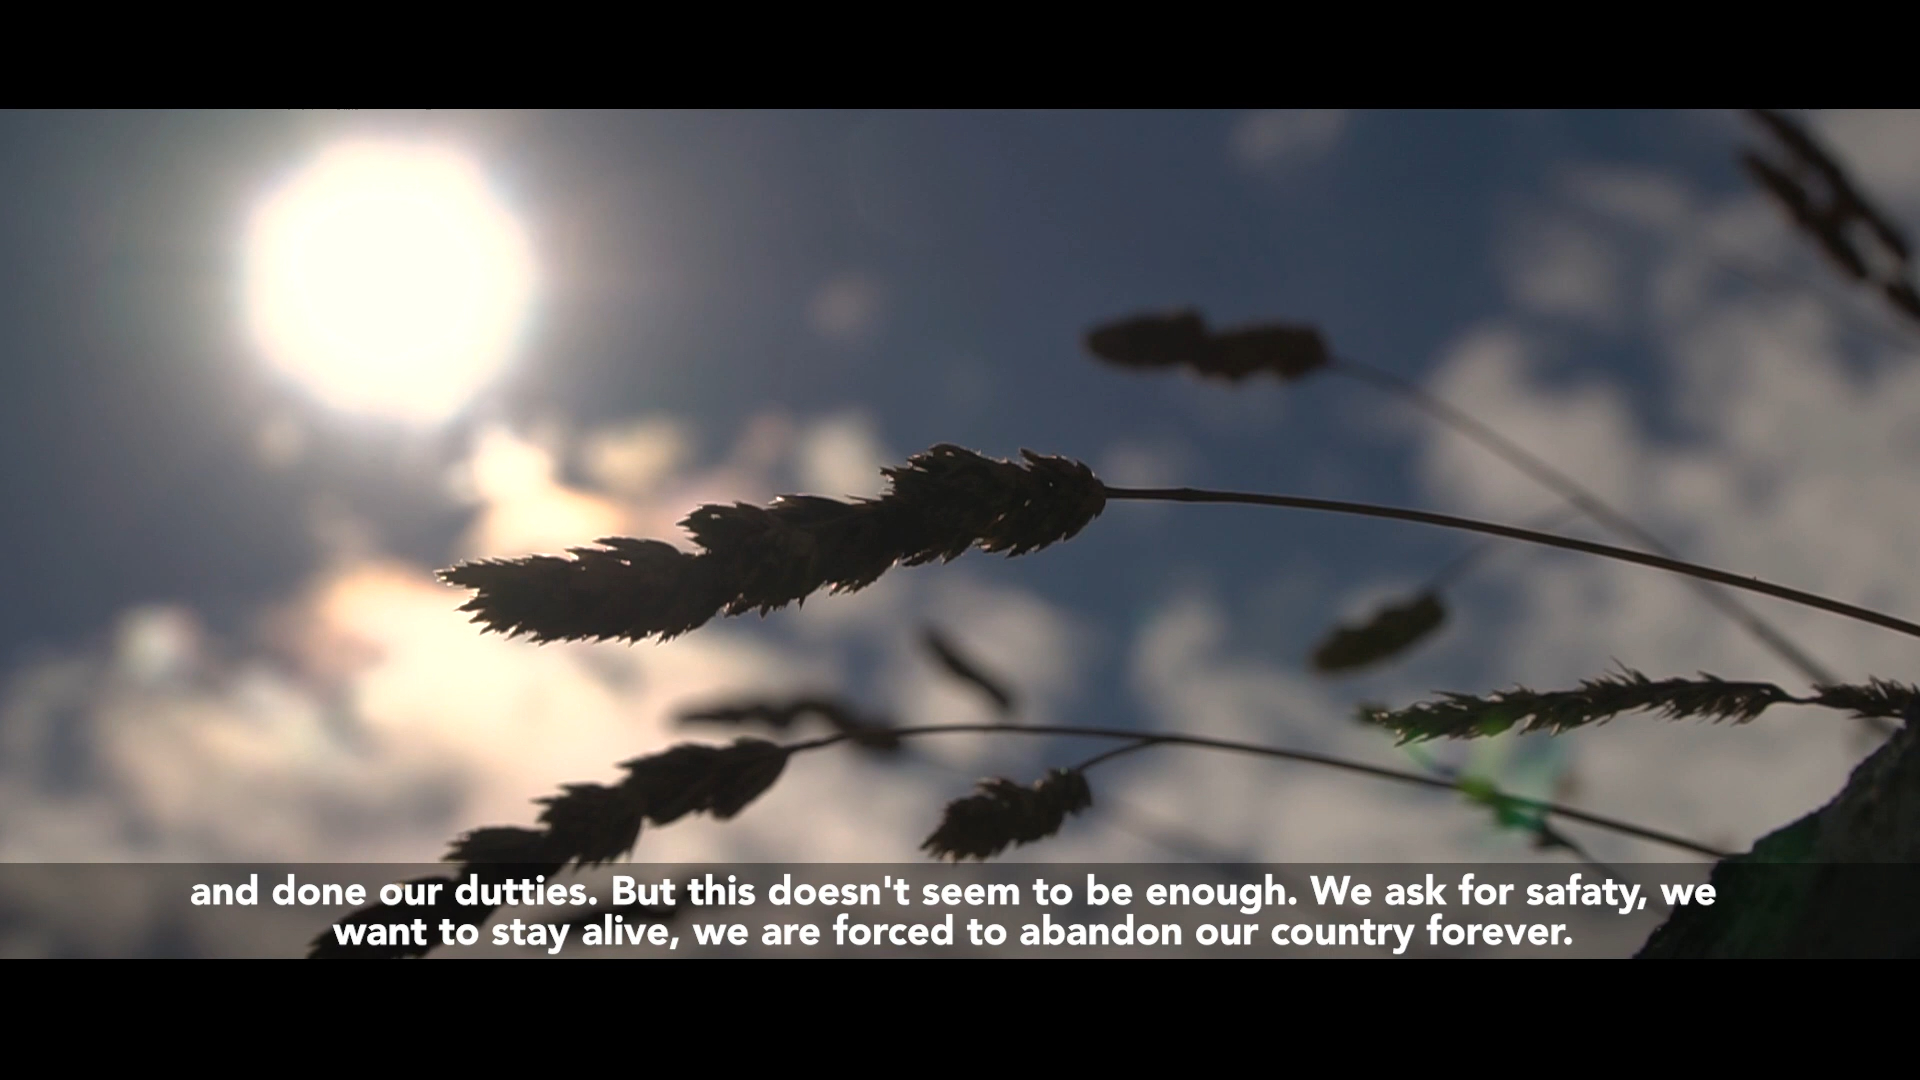 and done our dutties. But this doesn't seem to be enough. We ask for safaty, we
want to stay alive, we are forced to abandon our country forever.